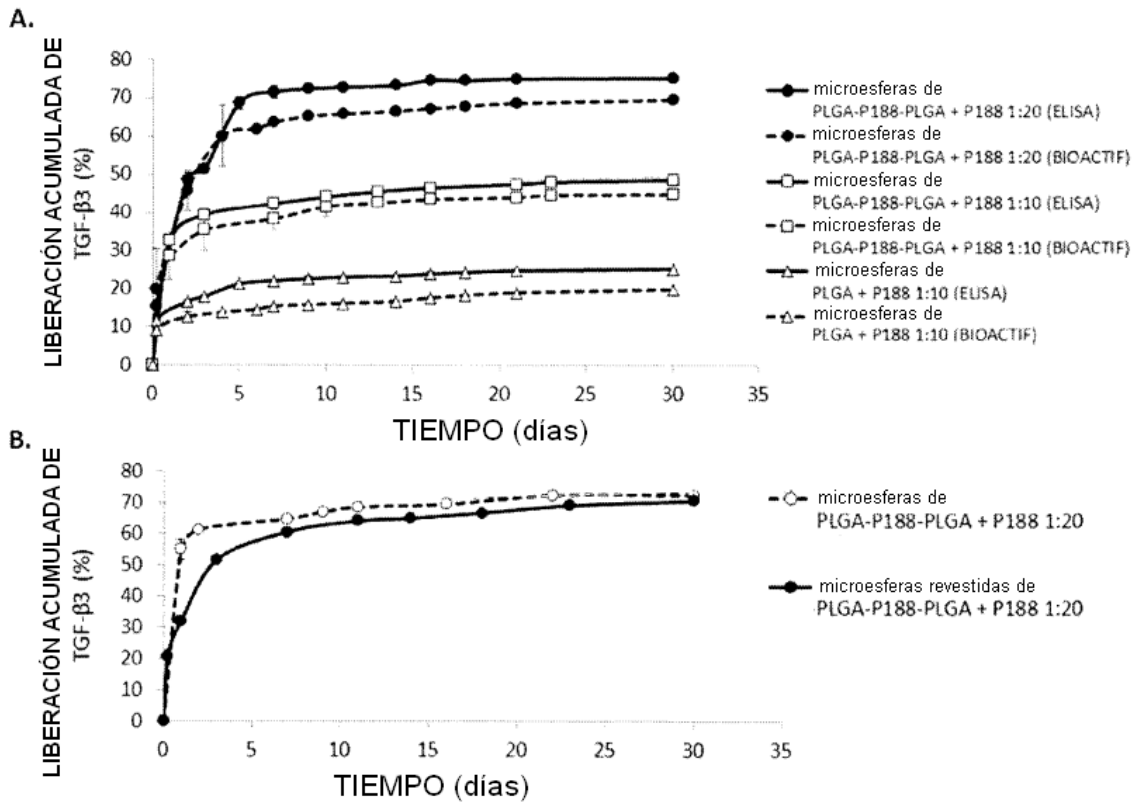 A.
LIBERACIÓN ACUMULADA DE
TGF-β3 (%)
80
70
60
50
40
30
20
10
0
0 5 10 15 20 25 30 35
TIEMPO (días)
microesferas de
PLGA-P188-PLGA + P188 1:20 (ELISA)
microesferas de
PLGA-P188-PLGA + P188 1:20 (BIOACTIF)
microesferas de
PLGA-P188-PLGA + P188 1:10 (ELISA)
microesferas de
PLGA-P188-PLGA + P188 1:10 (BIOACTIF)
microesferas de
PLGA + P188 1:10 (ELISA)
microesferas de
PLGA + P188 1:10 (BIOACTIF)
B.
LIBERACIÓN ACUMULADA DE
TGF-β3 (%)
80
70
60
50
40
30
20
10
0
0 5 10 15 20 25 30 35
TIEMPO (días)
microesferas de
PLGA-P188-PLGA + P188 1:20
microesferas revestidas de
PLGA-P188-PLGA + P188 1:20